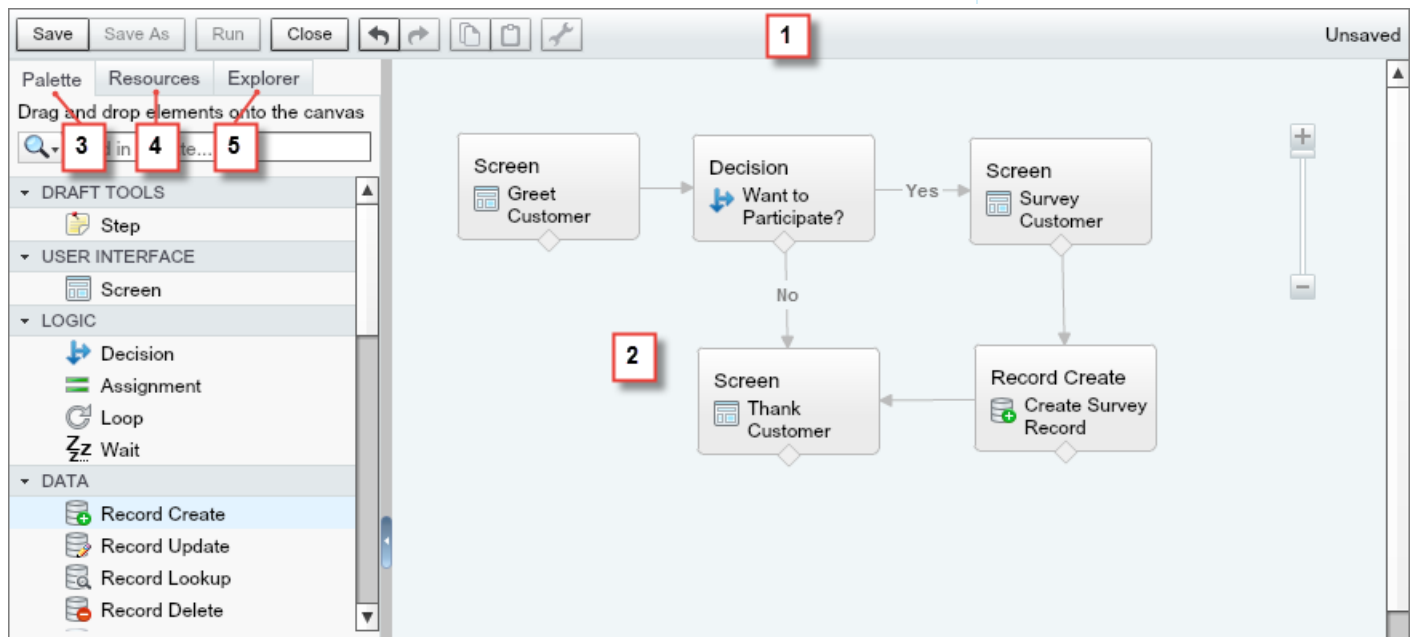 Save Save As Run Close 1 Unsaved
Palette Resources Explorer
Drag and drop elements onto the canvas
3 in 4 te... 5
DRAFT TOOLS
Step
USER INTERFACE
Screen
LOGIC
Decision
Assignment
Loop
Wait
DATA
Record Create
Record Update
Record Lookup
Record Delete
Screen
Greet
Customer
Decision
Want to
Participate?
Yes
Screen
Survey
Customer
No
2
Screen
Thank
Customer
Record Create
Create Survey
Record